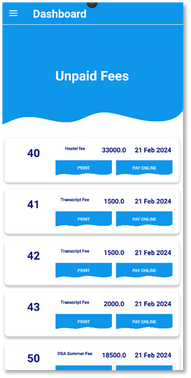 Dashboard
Unpaid Fees
40 Hostel fee 33000.0 21 Feb 2024
PRINT PAY ONLINE
41 Transcript Fee 1500.0 21 Feb 2024
PRINT PAY ONLINE
42 Transcript Fee 1500.0 21 Feb 2024
PRINT PAY ONLINE
43 Transcript Fee 2000.0 21 Feb 2024
PRINT PAY ONLINE
50 DSA Summer Fee 18500.0 21 Feb 2024